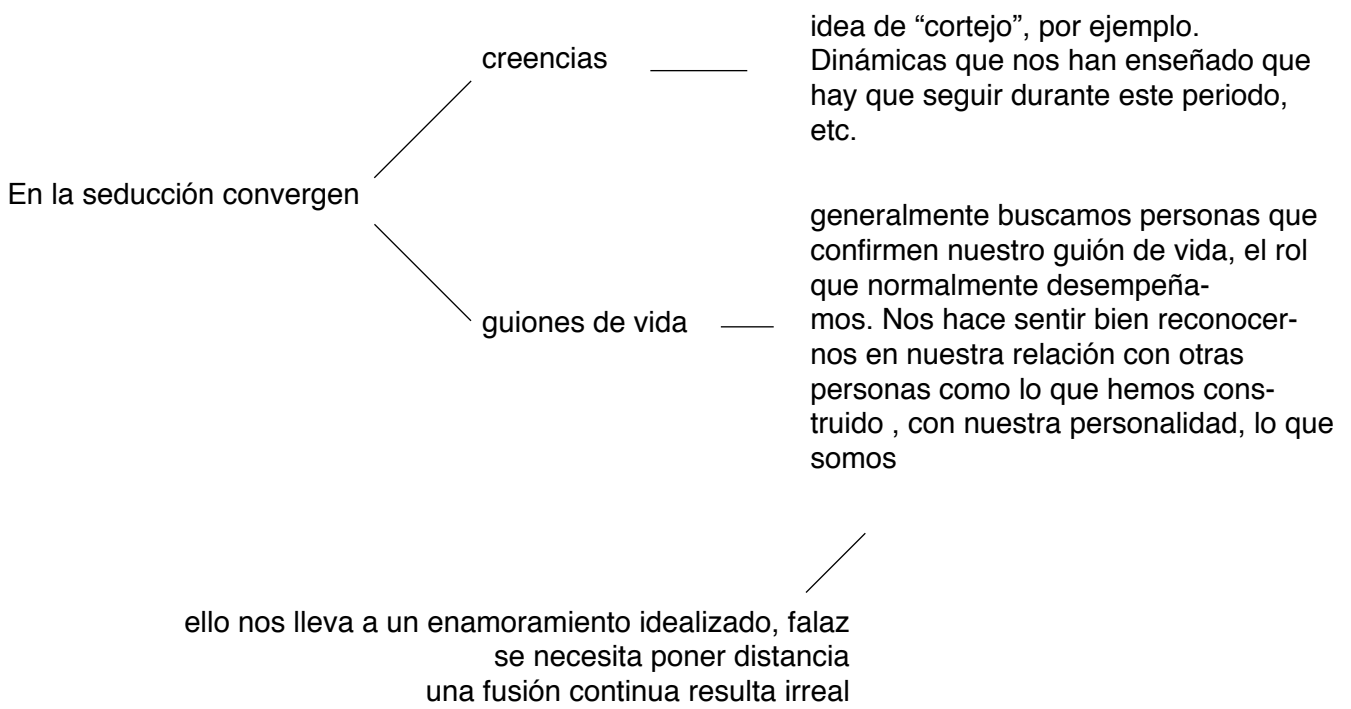 creencias
idea de “cortejo”, por ejemplo.
Dinámicas que nos han enseñado que
hay que seguir durante este periodo,
etc.
En la seducción convergen
guiones de vida
generalmente buscamos personas que
confirmen nuestro guión de vida, el rol
que normalmente desempeña-
mos. Nos hace sentir bien reconocer-
nos en nuestra relación con otras
personas como lo que hemos cons-
truido , con nuestra personalidad, lo que
somos
ello nos lleva a un enamoramiento idealizado, falaz
se necesita poner distancia
una fusión continua resulta irreal